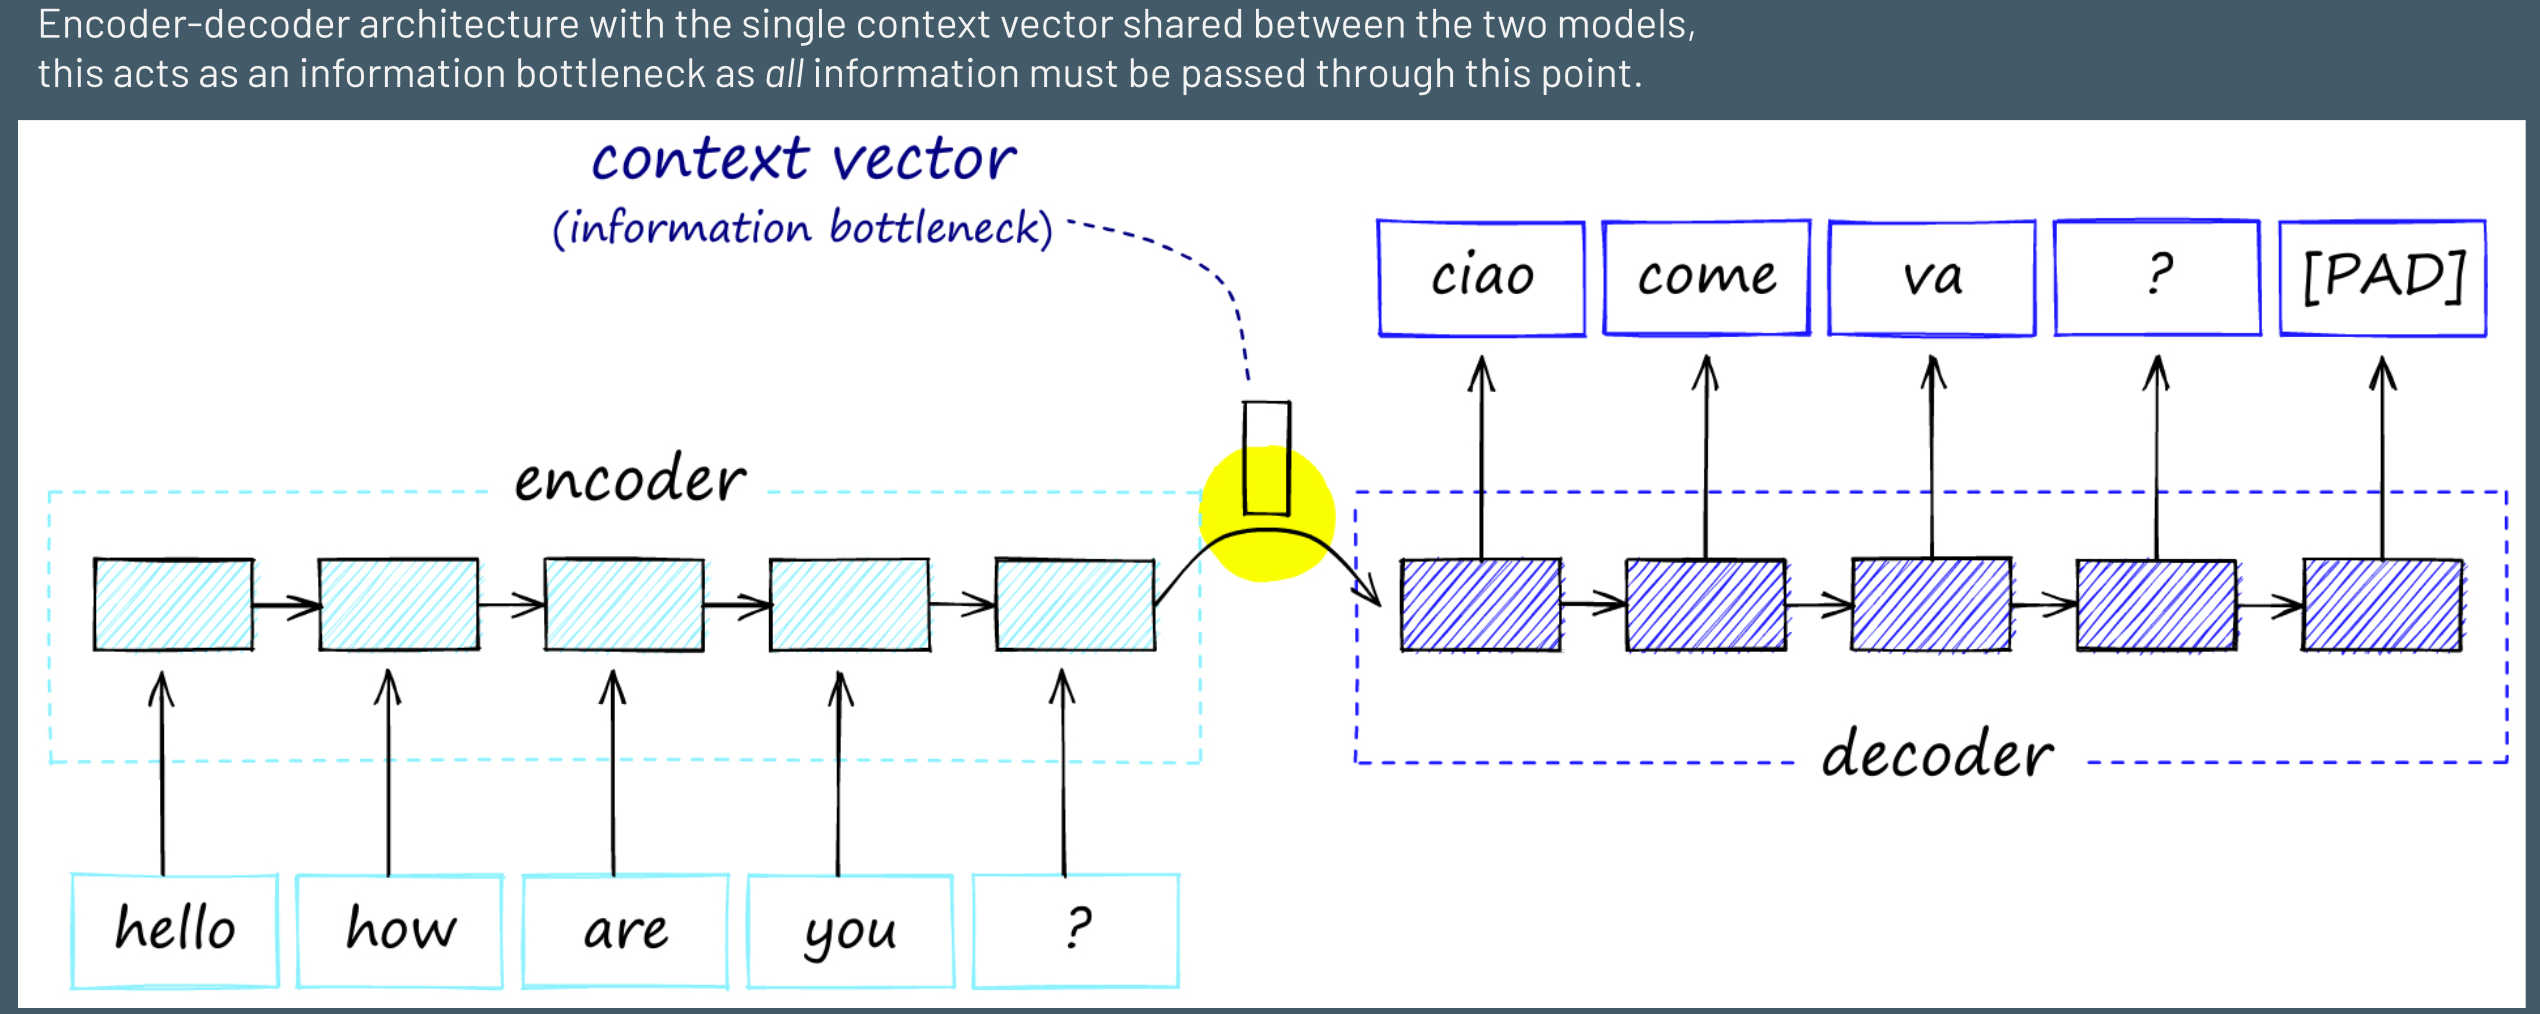 Encoder-decoder architecture with the single context vector shared between the two models,
this acts as an information bottleneck as all information must be passed through this point.
context vector
(information bottleneck)
ciao come va ? [PAD]
encoder
decoder
hello how are you ?